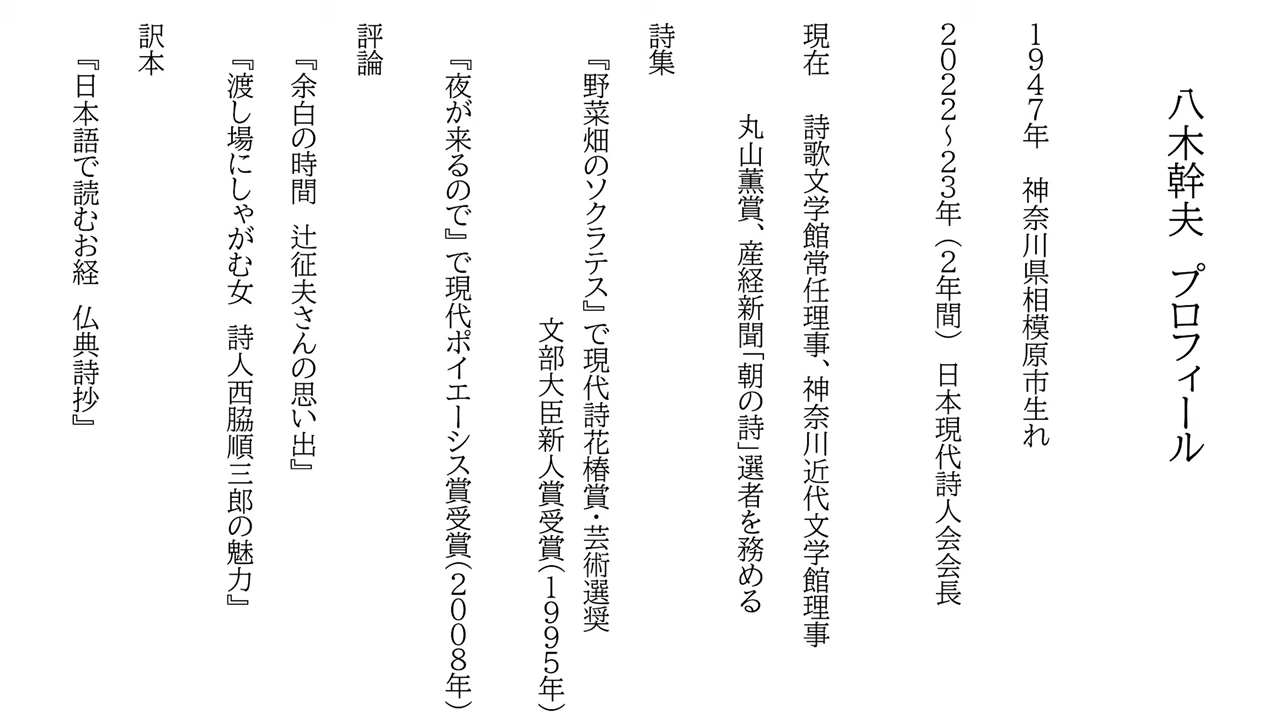 八木幹夫　プロフィール
1947年　神奈川県相模原市生れ
2022～23年（2年間）日本現代詩人会会長
現在　詩歌文学館常任理事、神奈川近代文学館理事
丸山薫賞、産経新聞「朝の詩」選者を務める
詩集
『野菜畑のソクラテス』で現代詩花椿賞・芸術選奨
文部大臣新人賞受賞（1995年）
『夜が来るので』で現代ポイエーシス賞受賞（2008年）
評論
『余白の時間　辻征夫さんの思い出』
『渡し場にしゃがむ女　詩人西脇順三郎の魅力』
訳本
『日本語で読むお経　仏典詩抄』